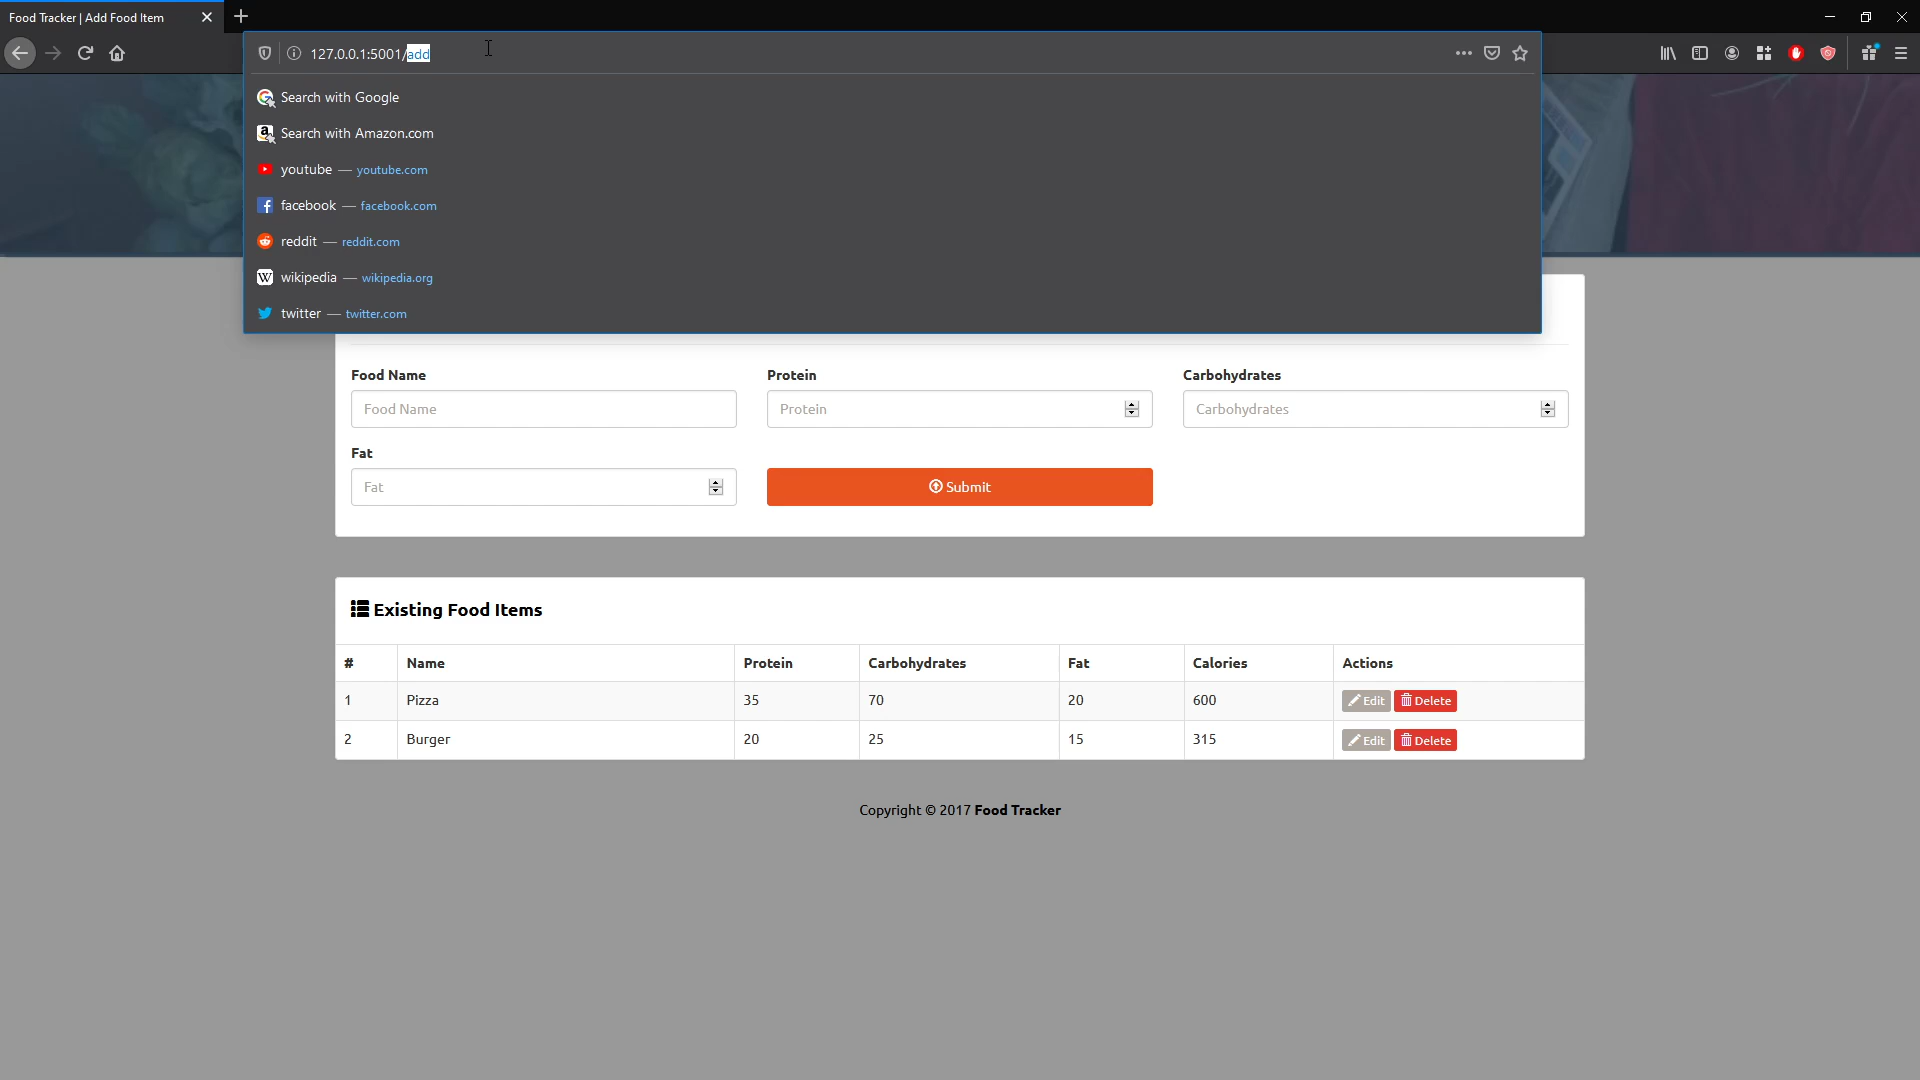 Food Tracker | Add Food Item
127.0.0.1:5001/add
Search with Google
Search with Amazon.com
youtube — youtube.com
facebook — facebook.com
reddit — reddit.com
wikipedia — wikipedia.org
twitter — twitter.com
Food Name Protein Carbohydrates
Food Name Protein Carbohydrates
Fat
Fat Submit
Existing Food Items
# Name Protein Carbohydrates Fat Calories Actions
1 Pizza 35 70 20 600 Edit Delete
2 Burger 20 25 15 315 Edit Delete
Copyright © 2017 Food Tracker